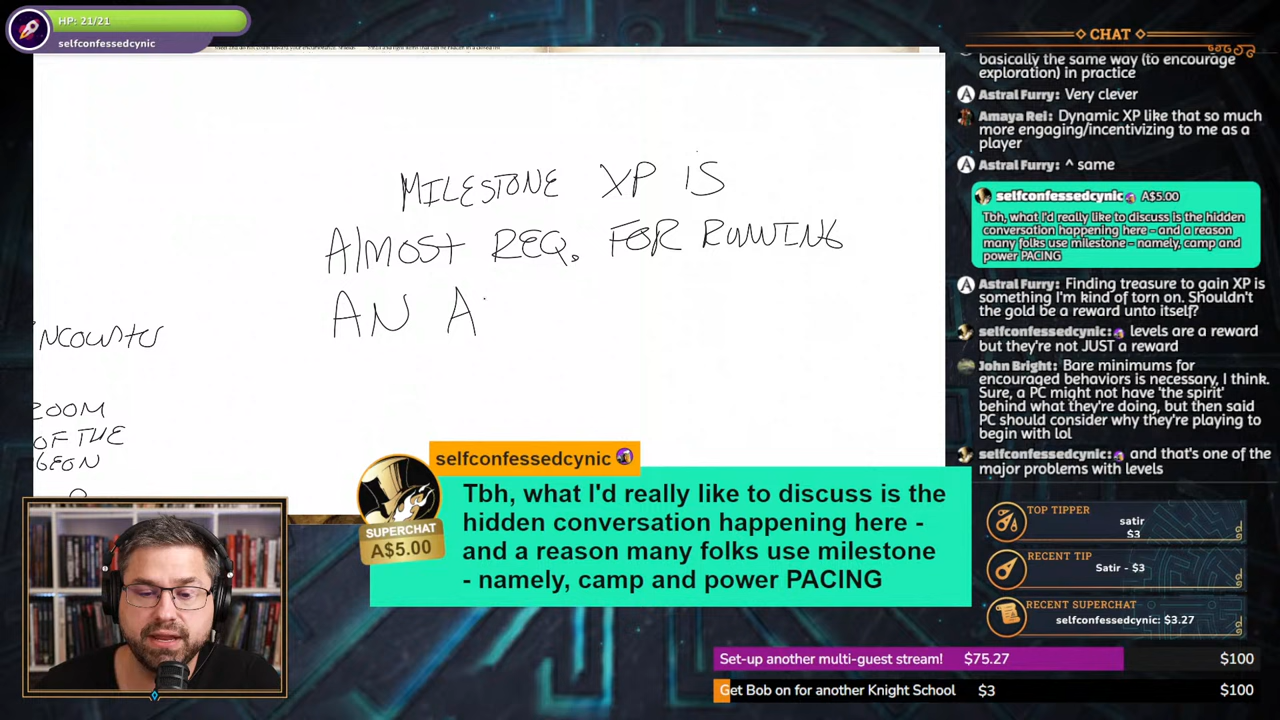 HP: 21/21
selfconfessedcynic
MILESTONE XP IS
ALMOST REQ. FOR RUNNING
AN A
NCOUNTER
ROOM
OF THE
GEON
selfconfessedcynic
SUPERCHAT
A$5.00
Tbh, what I'd really like to discuss is the
hidden conversation happening here -
and a reason many folks use milestone
- namely, camp and power PACING
CHAT
basically the same way (to encourage
exploration) in practice
Astral Furry: Very clever
Amaya Rei: Dynamic XP like that so much
more engaging/incentivizing to me as a
player
Astral Furry: ^ same
selfconfessedcynic A$5.00
Tbh, what I'd really like to discuss is the hidden
conversation happening here - and a reason
many folks use milestone - namely, camp and
power PACING
Astral Furry: Finding treasure to gain XP is
something I'm kind of torn on. Shouldn't
the gold be a reward unto itself?
selfconfessedcynic: levels are a reward
but they're not JUST a reward
John Bright: Bare minimums for
encouraged behaviors is necessary, I think.
Sure, a PC might not have 'the spirit'
behind what they're doing, but then said
PC should consider why they're playing to
begin with lol
selfconfessedcynic: and that's one of the
major problems with levels
TOP TIPPER
satir
$3
RECENT TIP
Satir - $3
RECENT SUPERCHAT
selfconfessedcynic: $3.27
Set-up another multi-guest stream! $75.27 $100
Get Bob on for another Knight School $3 $100